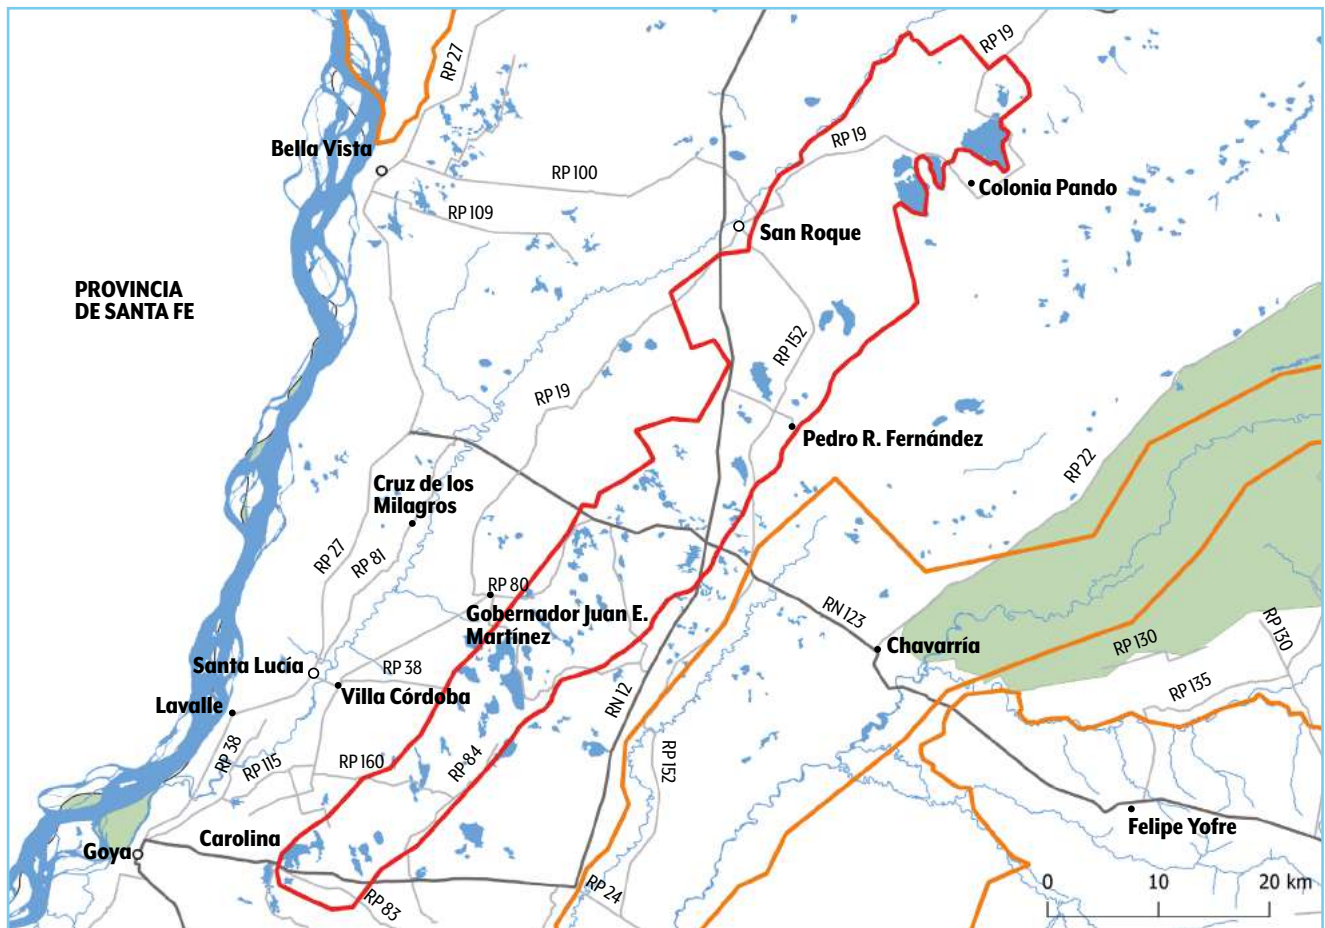 RP 19
RP 27
Bella Vista
RP 19
RP 100
Colonia Pando
RP 109
San Roque
PROVINCIA
DE SANTA FE
RP 152
RP 19
Pedro R. Fernández
RP 22
Cruz de los
Milagros
RP 27
RP 81
RP 80
Gobernador Juan E.
Martínez
RN 123
Chavarría
RP 130
RP 130
Santa Lucía
RP 38
Villa Córdoba
RP 135
Lavalle
RN 12
RP 38
RP 115
RP 160
RP 84
RP 152
Felipe Yofre
Carolina
Goya
RP 83
RP 24
0 10 20 km